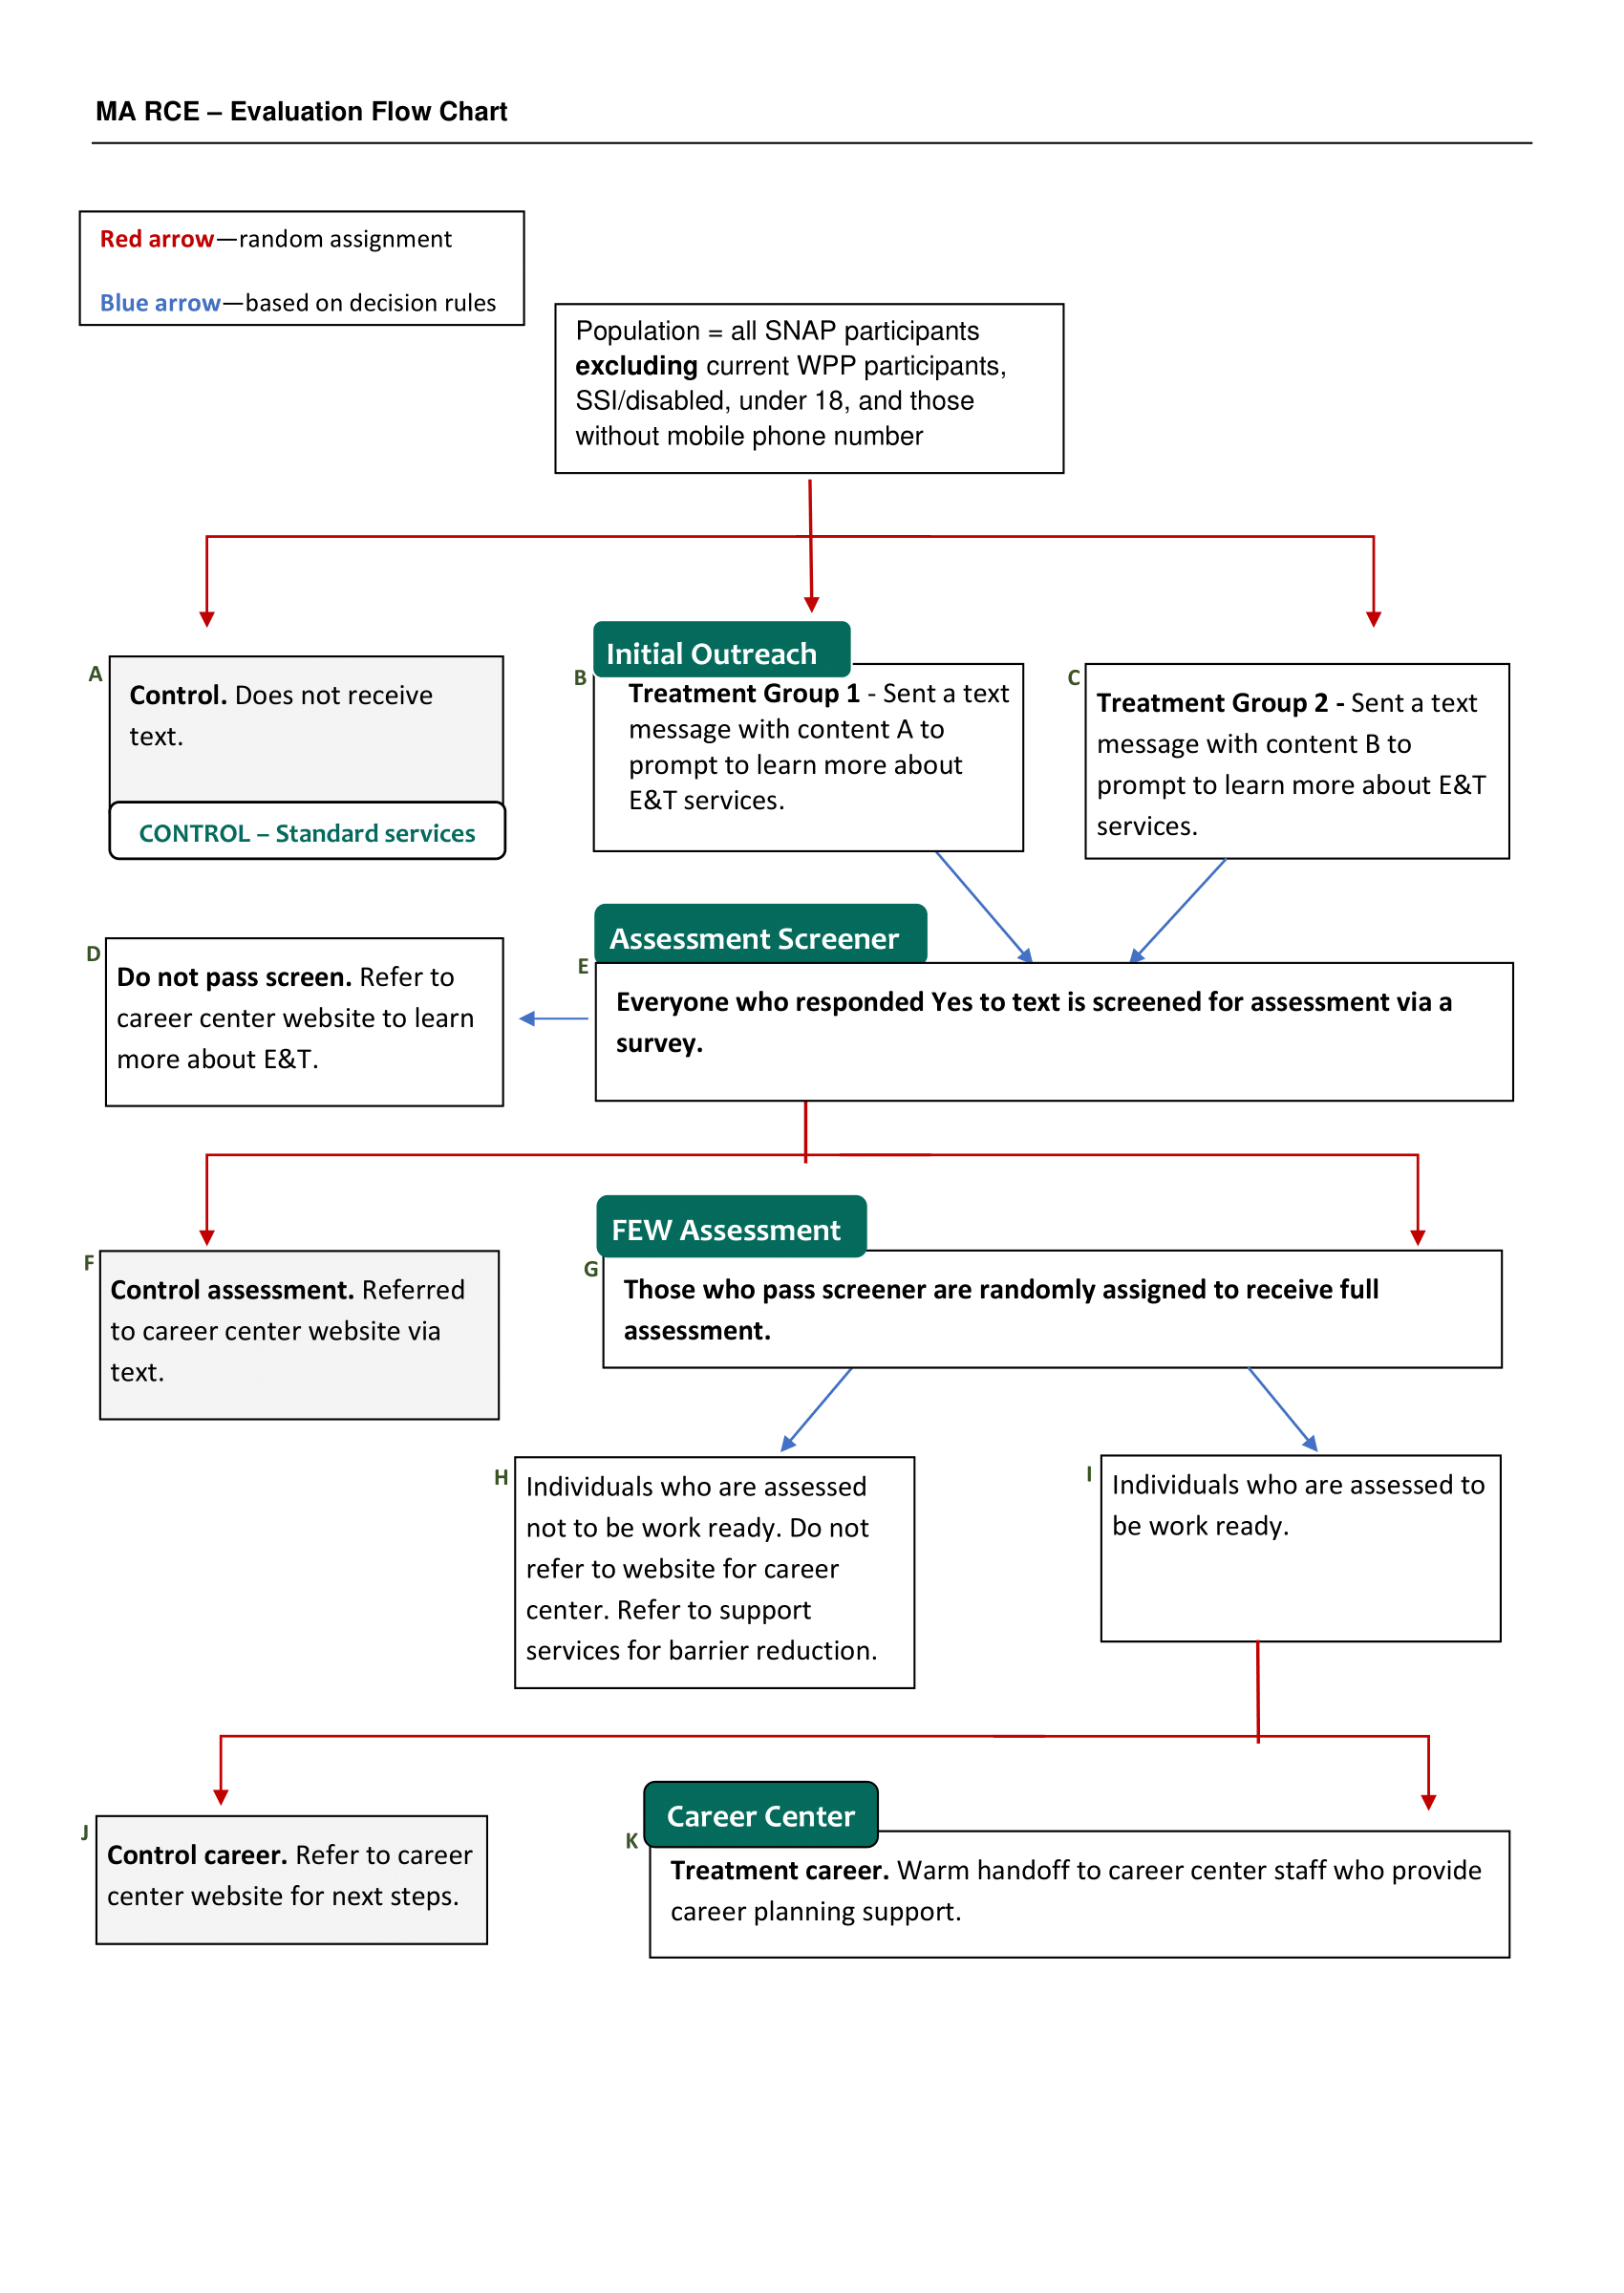 MA RCE – Evaluation Flow Chart
Red arrow—random assignment
Blue arrow—based on decision rules
Population = all SNAP participants
excluding current WPP participants,
SSI/disabled, under 18, and those
without mobile phone number
A
Control. Does not receive
text.
CONTROL – Standard services
Initial Outreach
B
Treatment Group 1 - Sent a text
message with content A to
prompt to learn more about
E&T services.
C
Treatment Group 2 - Sent a text
message with content B to
prompt to learn more about E&T
services.
D
Do not pass screen. Refer to
career center website to learn
more about E&T.
Assessment Screener
E
Everyone who responded Yes to text is screened for assessment via a
survey.
F
Control assessment. Referred
to career center website via
text.
FEW Assessment
G
Those who pass screener are randomly assigned to receive full
assessment.
H
Individuals who are assessed
not to be work ready. Do not
refer to website for career
center. Refer to support
services for barrier reduction.
I
Individuals who are assessed to
be work ready.
J
Control career. Refer to career
center website for next steps.
Career Center
K
Treatment career. Warm handoff to career center staff who provide
career planning support.